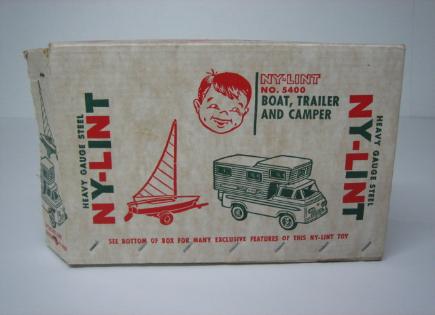 HEAVY GAUGE STEEL
NY-LINT
NY-LINT
NO. 5400
BOAT, TRAILER
AND CAMPER
NY-LINT
HEAVY GAUGE STEEL
SEE BOTTOM OF BOX FOR MANY EXCLUSIVE FEATURES OF THIS NY-LINT TOY